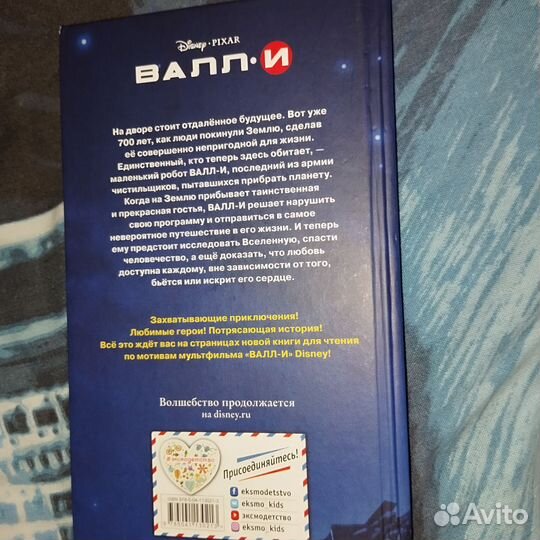 Disney · PIXAR
ВАЛЛ·И
На дворе стоит отдалённое будущее. Вот уже
700 лет, как люди покинули Землю, сделав
её совершенно непригодной для жизни.
Единственный, кто теперь здесь обитает, —
маленький робот ВАЛЛ-И, последний из армии
чистильщиков, пытавшихся прибрать планету.
Когда на Землю прибывает таинственная
и прекрасная гостья, ВАЛЛ-И решает нарушить
свою программу и отправиться в самое
невероятное путешествие в его жизни. И теперь
ему предстоит исследовать Вселенную, спасти
человечество, а ещё доказать, что любовь
доступна каждому, вне зависимости от того,
бьётся или искрит его сердце.
Захватывающие приключения!
Любимые герои! Потрясающая история!
Всё это ждёт вас на страницах новой книги для чтения
по мотивам мультфильма «ВАЛЛ-И» Disney!
Волшебство продолжается
на disney.ru
#эксмодетство
Присоединяйтесь!
eksmodetstvo
eksmo_kids
эксмодетство
eksmo_kids
Avito